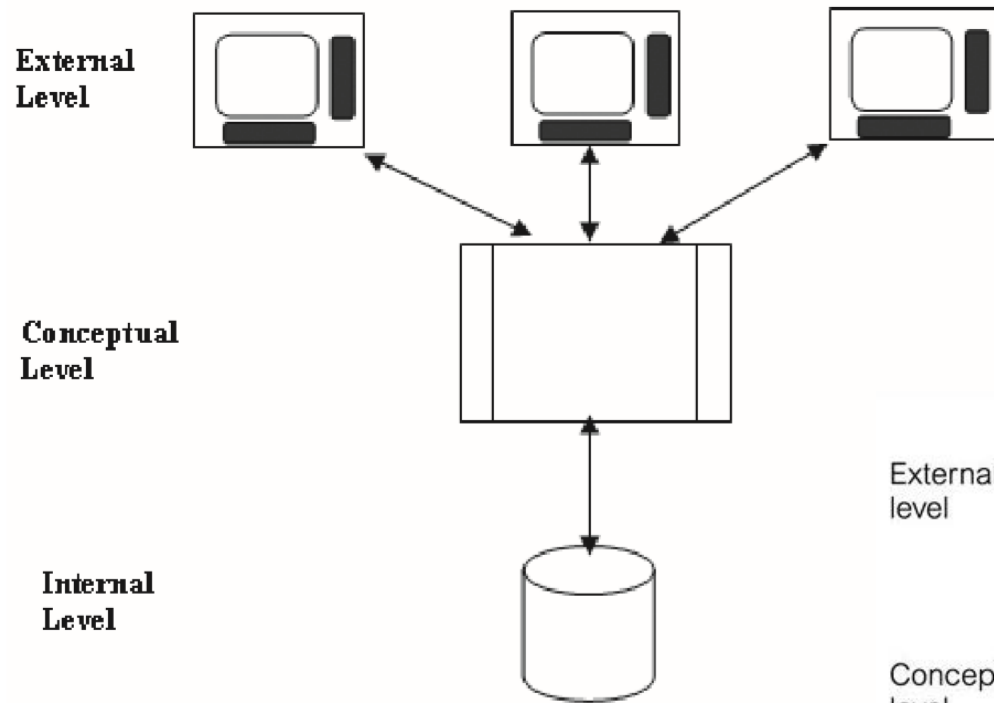 External
Level
Conceptual
Level
Internal
Level
Externa
level
Concep